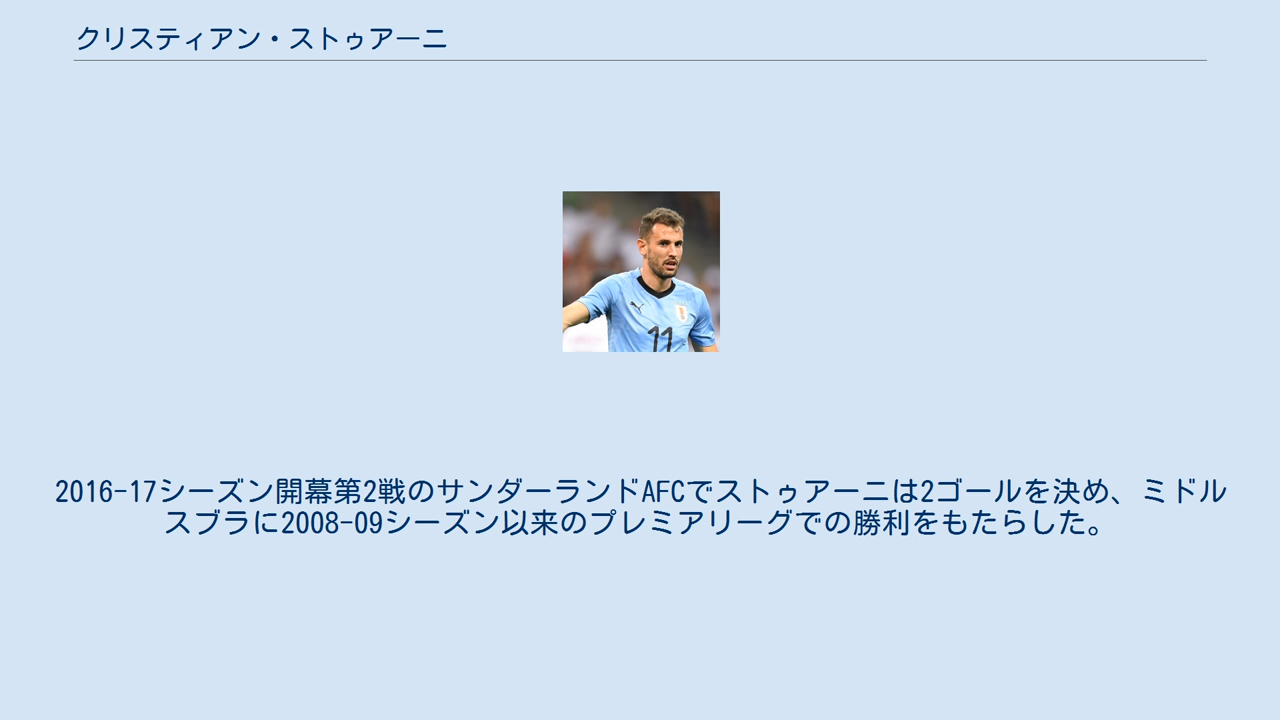 クリスティアン・ストゥアーニ
11
2016-17シーズン開幕第2戦のサンダーランドAFCでストゥアーニは2ゴールを決め、ミドル
スブラに2008-09シーズン以来のプレミアリーグでの勝利をもたらした。